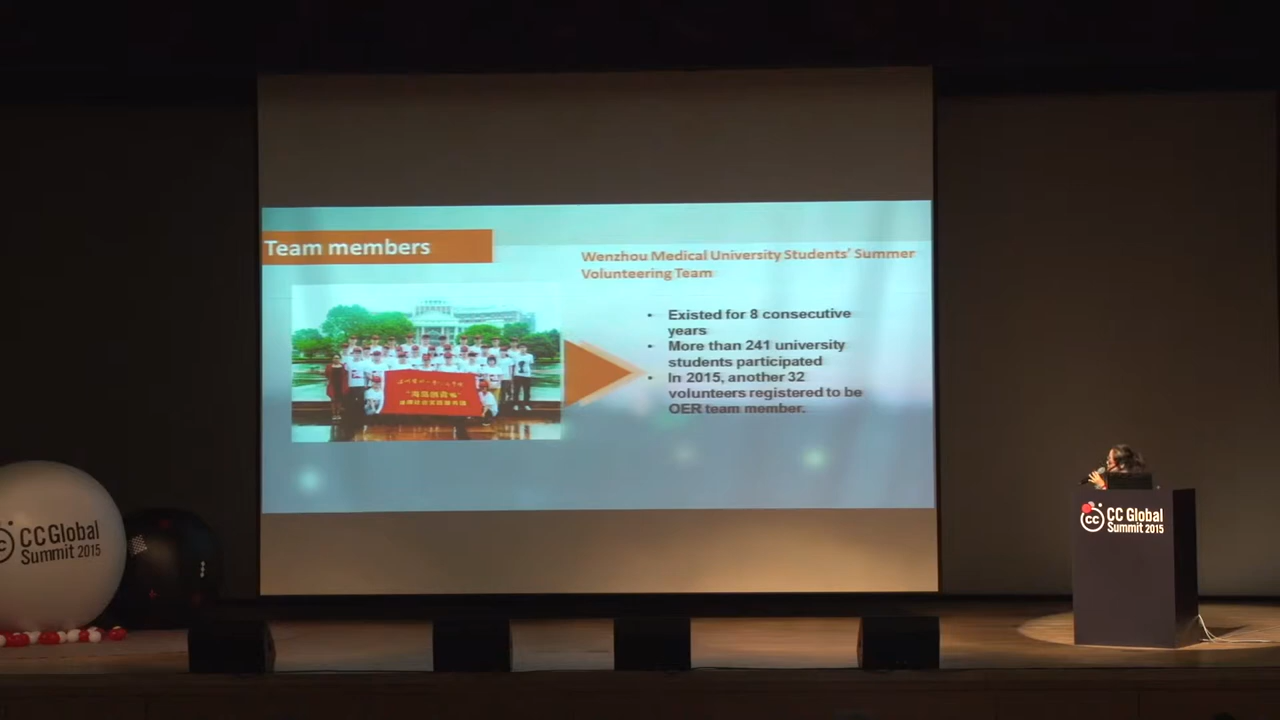 Team members
Wenzhou Medical University Students' Summer
Volunteering Team
• Existed for 8 consecutive
years
• More than 241 university
students participated
• In 2015, another 32
volunteers registered to be
OER team member.
CC Global
Summit 2015
cc CC Global
Summit 2015